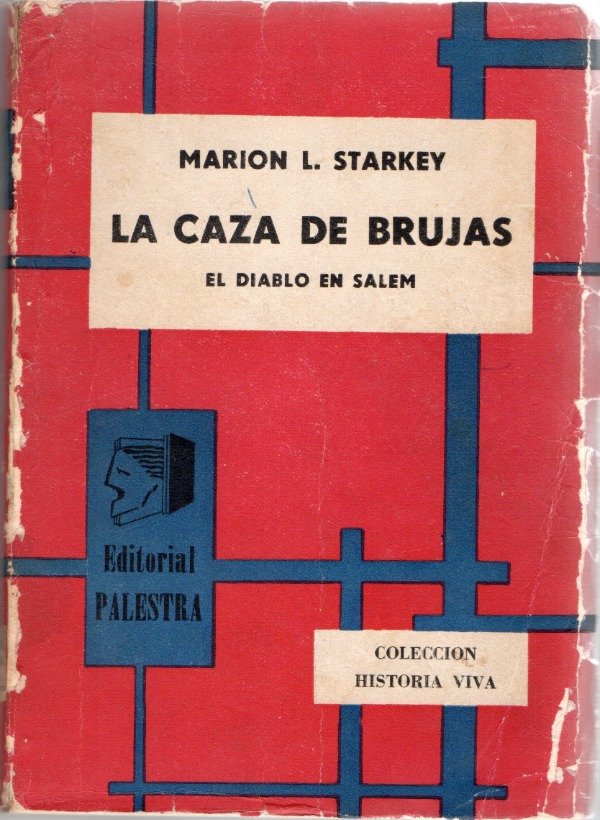 MARION L. STARKEY
LA CAZA DE BRUJAS
EL DIABLO EN SALEM
Editorial
PALESTRA
COLECCION
HISTORIA VIVA